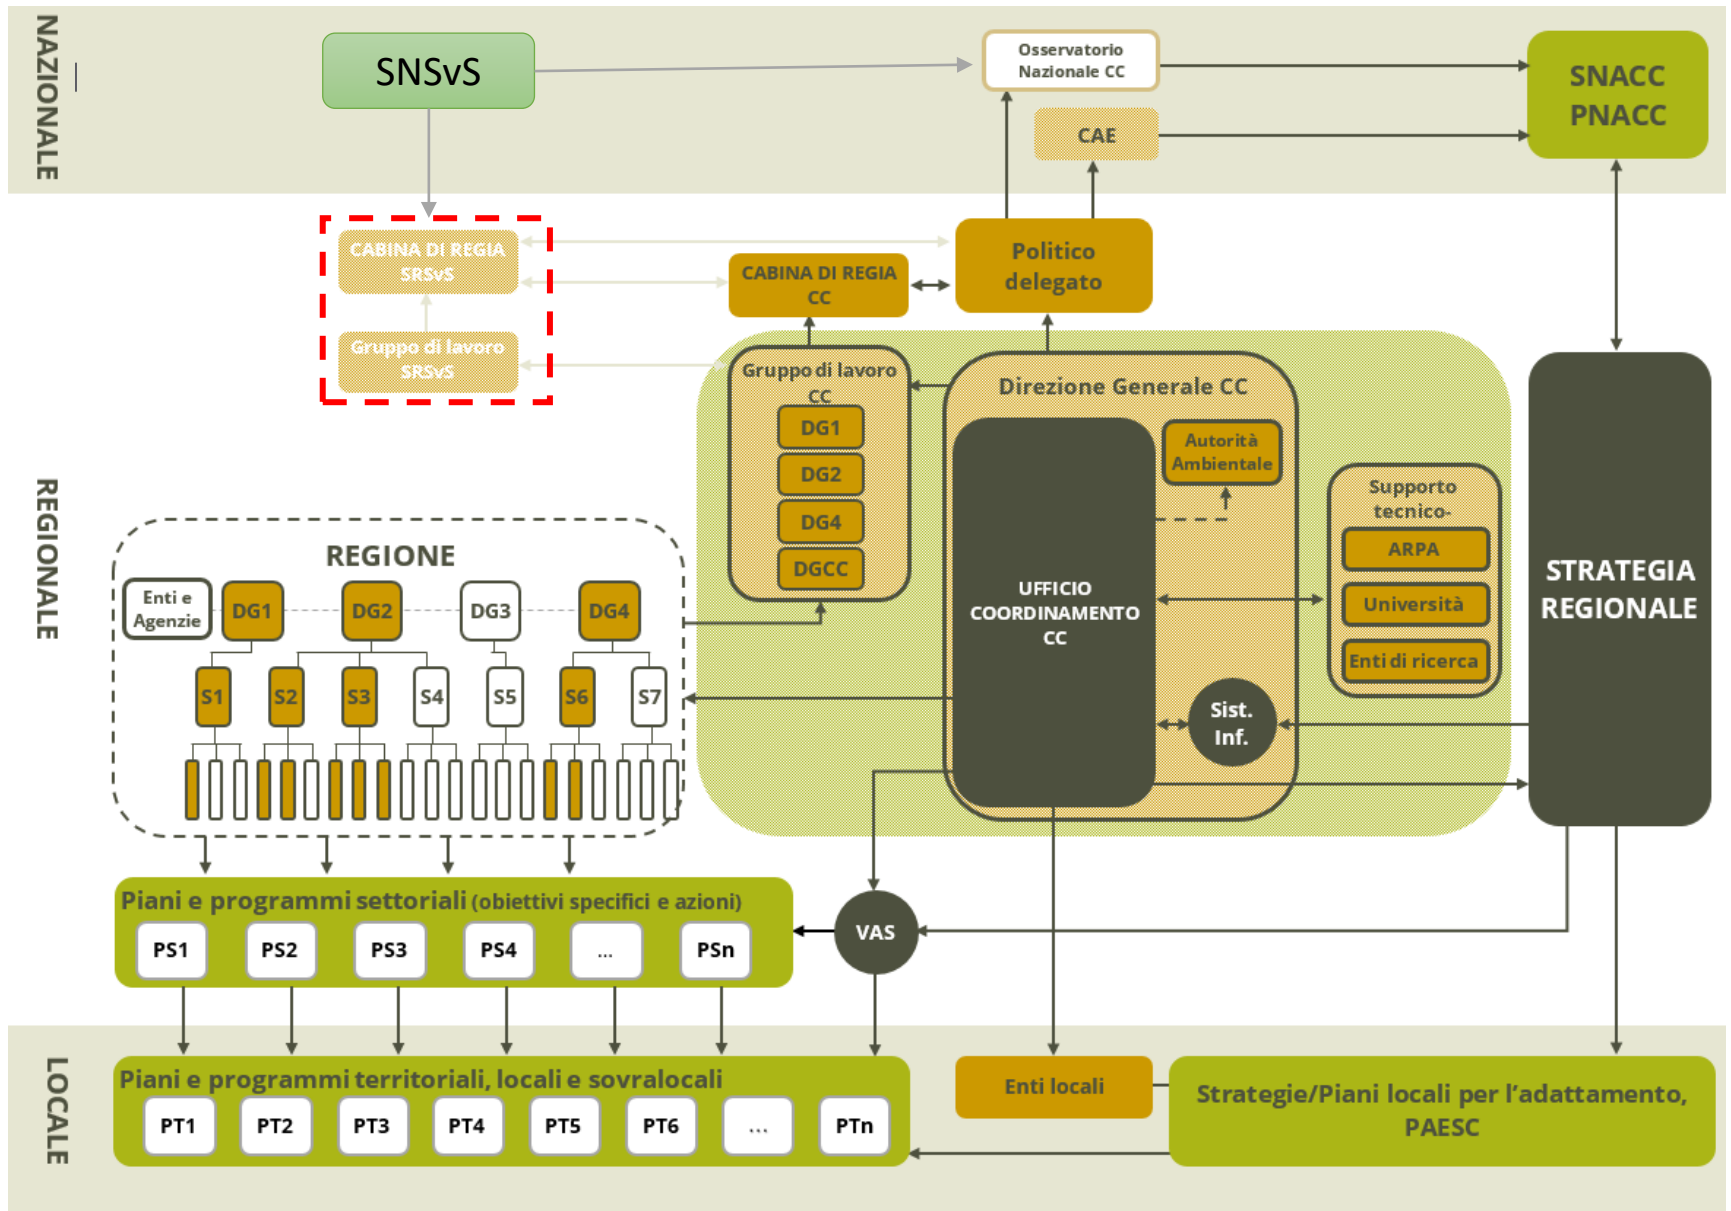 NAZIONALE
SNSvS
Osservatorio
Nazionale CC
CAE
SNACC
PNACC
REGIONALE
CABINA DI REGIA
SRSvS
Gruppo di lavoro
SRSvS
CABINA DI REGIA
CC
Politico
delegato
Gruppo di lavoro
CC
DG1
DG2
DG4
DGCC
Direzione Generale CC
UFFICIO
COORDINAMENTO
CC
Autorità
Ambientale
Sist.
Inf.
Supporto
tecnico-
ARPA
Università
Enti di ricerca
STRATEGIA
REGIONALE
REGIONE
Enti e
Agenzie
DG1
DG2
DG3
DG4
S1
S2
S3
S4
S5
S6
S7
Piani e programmi settoriali (obiettivi specifici e azioni)
PS1
PS2
PS3
PS4
...
PSn
VAS
LOCALE
Piani e programmi territoriali, locali e sovralocali
PT1
PT2
PT3
PT4
PT5
PT6
...
PTn
Enti locali
Strategie/Piani locali per l'adattamento,
PAESC